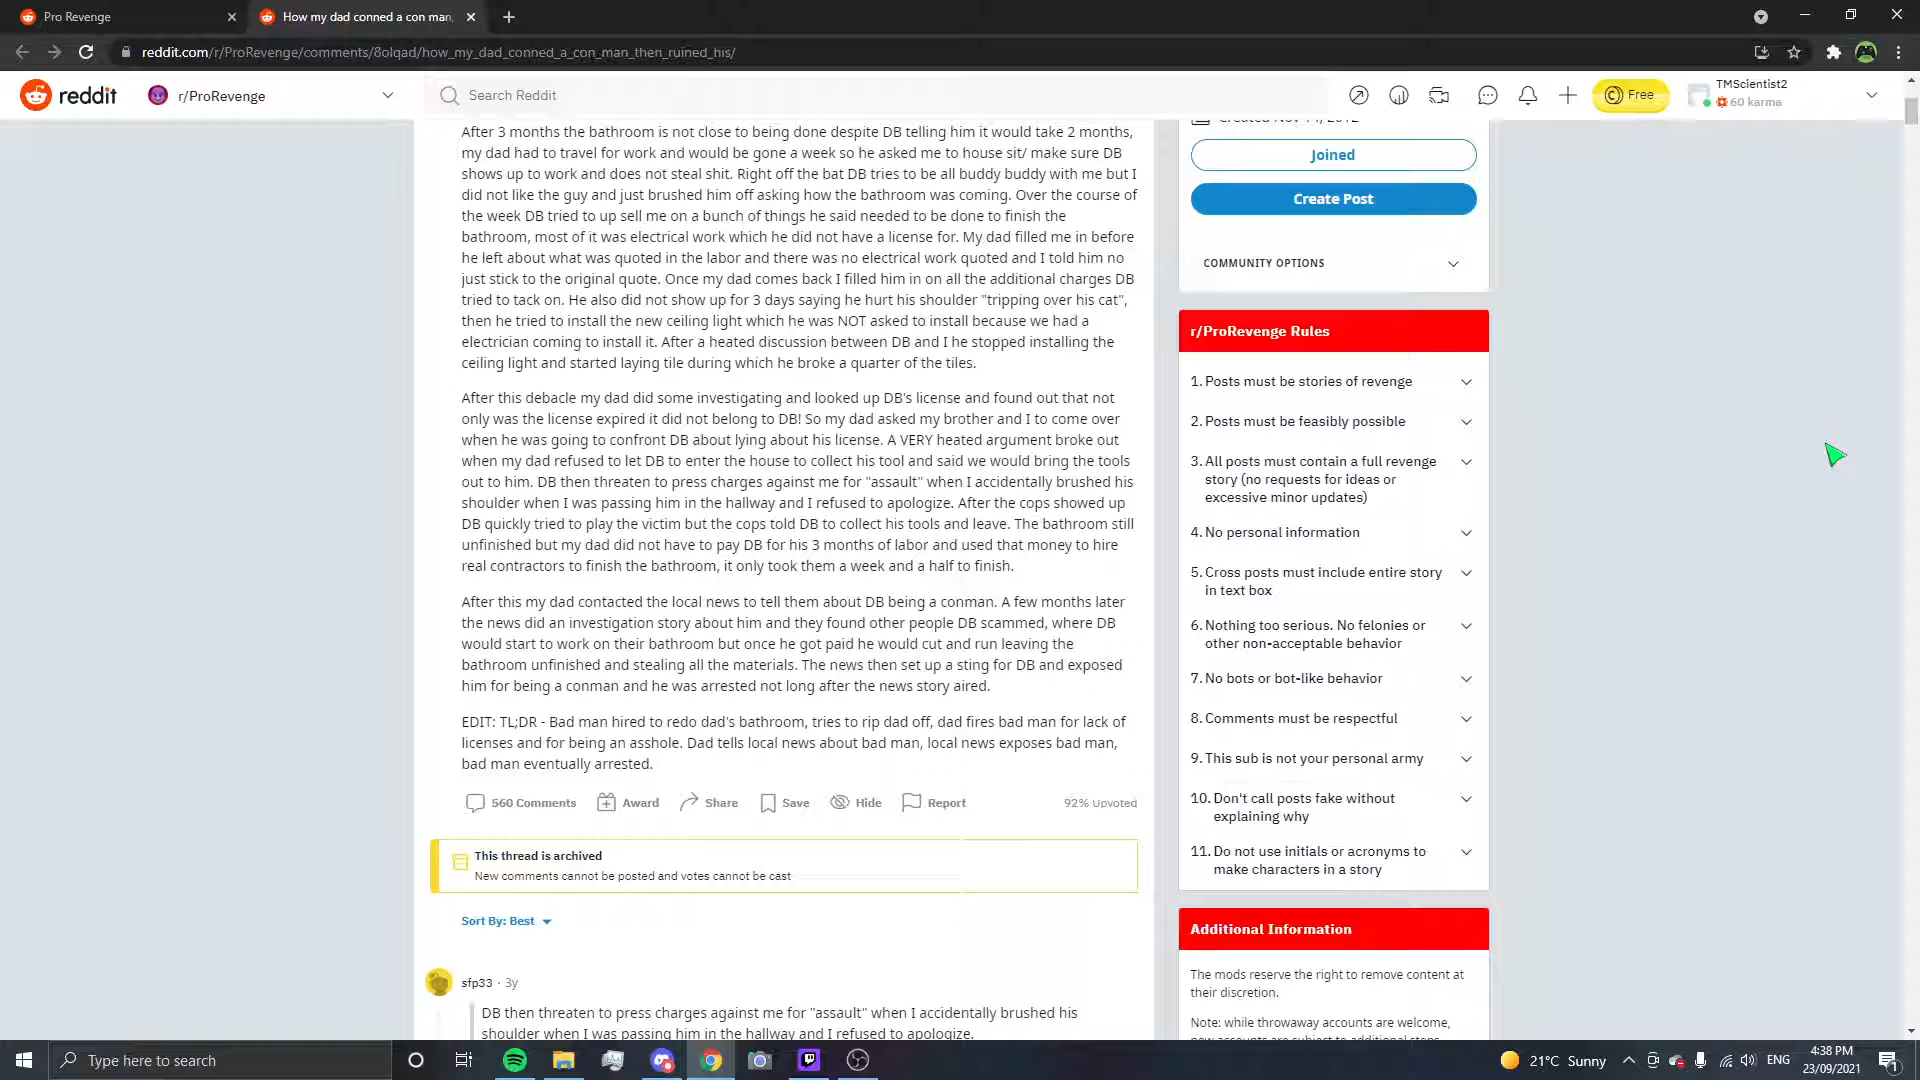 Pro Revenge
How my dad conned a con man,
reddit.com/r/ProRevenge/comments/8olqad/how_my_dad_conned_a_con_man_then_ruined_his/
reddit
r/ProRevenge
Search Reddit
Free
TMScientist2
60 karma
After 3 months the bathroom is not close to being done despite DB telling him it would take 2 months,
my dad had to travel for work and would be gone a week so he asked me to house sit/ make sure DB
shows up to work and does not steal shit. Right off the bat DB tries to be all buddy buddy with me but I
did not like the guy and just brushed him off asking how the bathroom was coming. Over the course of
the week DB tried to up sell me on a bunch of things he said needed to be done to finish the
bathroom, most of it was electrical work which he did not have a license for. My dad filled me in before
he left about what was quoted in the labor and there was no electrical work quoted and I told him no
just stick to the original quote. Once my dad comes back I filled him in on all the additional charges DB
tried to tack on. He also did not show up for 3 days saying he hurt his shoulder "tripping over his cat",
then he tried to install the new ceiling light which he was NOT asked to install because we had a
electrician coming to install it. After a heated discussion between DB and I he stopped installing the
ceiling light and started laying tile during which he broke a quarter of the tiles.
After this debacle my dad did some investigating and looked up DB's license and found out that not
only was the license expired it did not belong to DB! So my dad asked my brother and I to come over
when he was going to confront DB about lying about his license. A VERY heated argument broke out
when my dad refused to let DB to enter the house to collect his tool and said we would bring the tools
out to him. DB then threaten to press charges against me for "assault" when I accidentally brushed his
shoulder when I was passing him in the hallway and I refused to apologize. After the cops showed up
DB quickly tried to play the victim but the cops told DB to collect his tools and leave. The bathroom still
unfinished but my dad did not have to pay DB for his 3 months of labor and used that money to hire
real contractors to finish the bathroom, it only took them a week and a half to finish.
After this my dad contacted the local news to tell them about DB being a conman. A few months later
the news did an investigation story about him and they found other people DB scammed, where DB
would start to work on their bathroom but once he got paid he would cut and run leaving the
bathroom unfinished and stealing all the materials. The news then set up a sting for DB and exposed
him for being a conman and he was arrested not long after the news story aired.
EDIT: TL;DR - Bad man hired to redo dad's bathroom, tries to rip dad off, dad fires bad man for lack of
licenses and for being an asshole. Dad tells local news about bad man, local news exposes bad man,
bad man eventually arrested.
560 Comments
Award
Share
Save
Hide
Report
92% Upvoted
This thread is archived
New comments cannot be posted and votes cannot be cast
Sort By: Best
sfp33 · 3y
DB then threaten to press charges against me for "assault" when I accidentally brushed his
shoulder when I was passing him in the hallway and I refused to apologize.
Created Nov 14, 2012
Joined
Create Post
COMMUNITY OPTIONS
r/ProRevenge Rules
1. Posts must be stories of revenge
2. Posts must be feasibly possible
3. All posts must contain a full revenge
story (no requests for ideas or
excessive minor updates)
4. No personal information
5. Cross posts must include entire story
in text box
6. Nothing too serious. No felonies or
other non-acceptable behavior
7. No bots or bot-like behavior
8. Comments must be respectful
9. This sub is not your personal army
10. Don't call posts fake without
explaining why
11. Do not use initials or acronyms to
make characters in a story
Additional Information
The mods reserve the right to remove content at
their discretion.
Note: while throwaway accounts are welcome,
new accounts are subject to additional steps
Type here to search
21°C Sunny
ENG
4:38 PM
23/09/2021
1